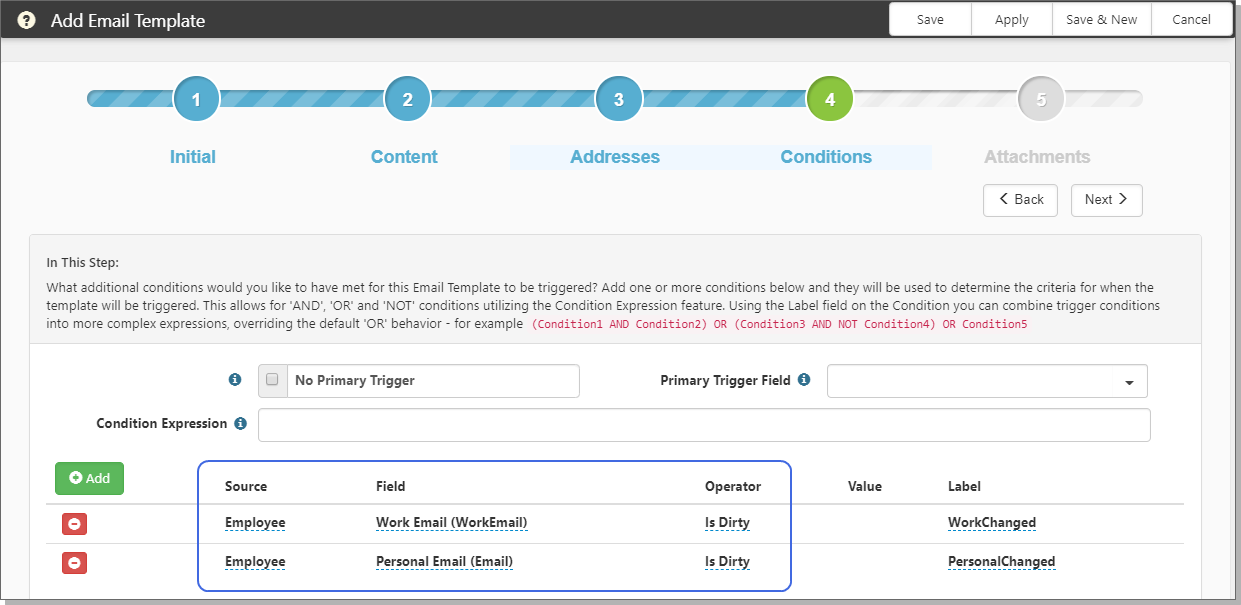 ? Add Email Template Save Apply Save & New Cancel
1 2 3 4 5
Initial Content Addresses Conditions Attachments
Back Next
In This Step:
What additional conditions would you like to have met for this Email Template to be triggered? Add one or more conditions below and they will be used to determine the criteria for when the
template will be triggered. This allows for 'AND', 'OR' and 'NOT' conditions utilizing the Condition Expression feature. Using the Label field on the Condition you can combine trigger conditions
into more complex expressions, overriding the default 'OR' behavior - for example (Condition1 AND Condition2) OR (Condition3 AND NOT Condition4) OR Condition5
No Primary Trigger Primary Trigger Field
Condition Expression
Add
Source Field Operator Value Label
Employee Work Email (WorkEmail) Is Dirty WorkChanged
Employee Personal Email (Email) Is Dirty PersonalChanged